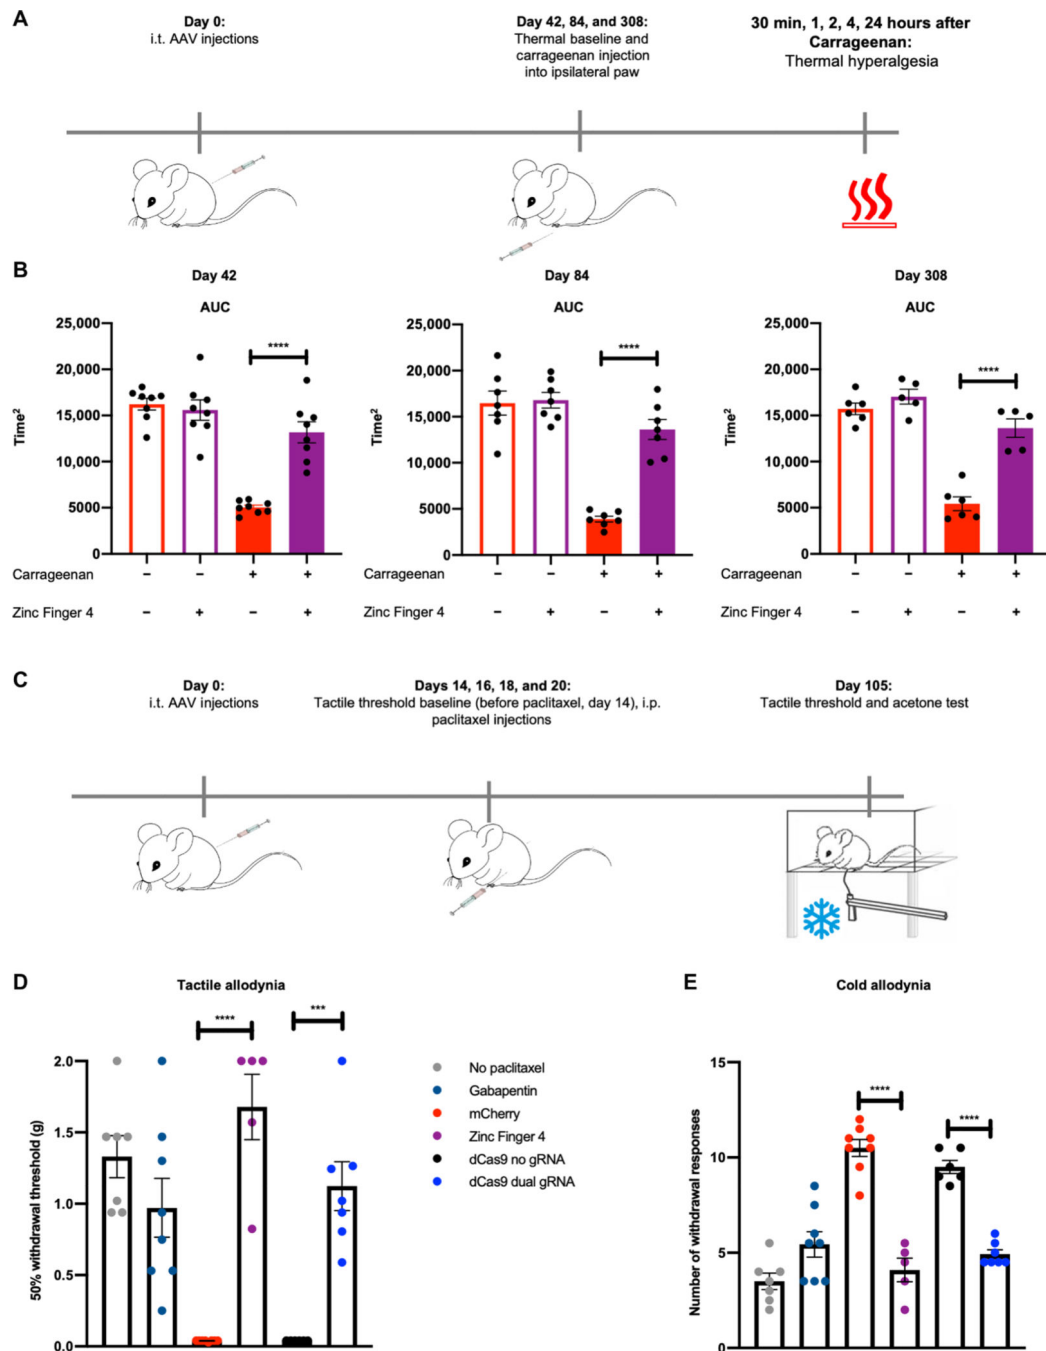 A
Day 0:
i.t. AAV injections
Day 42, 84, and 308:
Thermal baseline and
carrageenan injection
into ipsilateral paw
30 min, 1, 2, 4, 24 hours after
Carrageenan:
Thermal hyperalgesia
B
Day 42
AUC
25,000
20,000
15,000
10,000
5000
0
Time²
****
Carrageenan − − + +
Zinc Finger 4 − + − +
Day 84
AUC
25,000
20,000
15,000
10,000
5000
0
Time²
****
Carrageenan − − + +
Zinc Finger 4 − + − +
Day 308
AUC
25,000
20,000
15,000
10,000
5000
0
Time²
****
Carrageenan − − + +
Zinc Finger 4 − + − +
C
Day 0:
i.t. AAV injections
Days 14, 16, 18, and 20:
Tactile threshold baseline (before paclitaxel, day 14), i.p.
paclitaxel injections
Day 105:
Tactile threshold and acetone test
D
Tactile allodynia
**** ***
2.0
1.5
1.0
0.5
0.0
50% withdrawal threshold (g)
No paclitaxel
Gabapentin
mCherry
Zinc Finger 4
dCas9 no gRNA
dCas9 dual gRNA
E
Cold allodynia
**** ****
15
10
5
0
Number of withdrawal responses